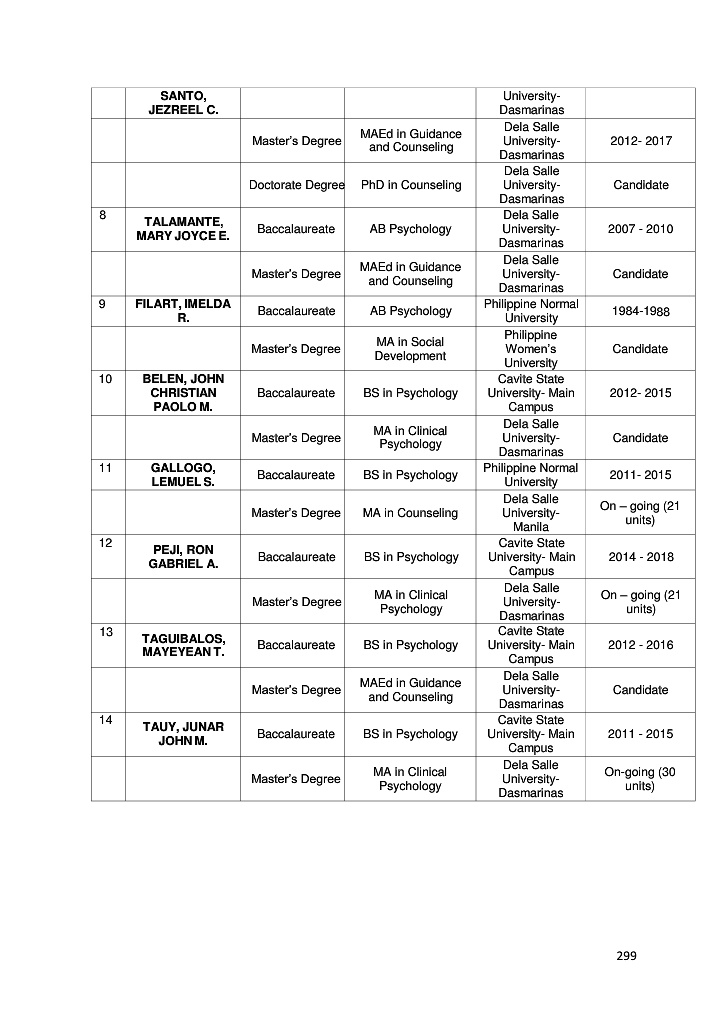 SANTO,
JEZREEL C.
University-
Dasmarinas
Master's Degree
MAEd in Guidance
and Counseling
Dela Salle
University-
Dasmarinas
2012- 2017
Doctorate Degree
PhD in Counseling
Dela Salle
University-
Dasmarinas
Candidate
8
TALAMANTE,
MARY JOYCE E.
Baccalaureate
AB Psychology
Dela Salle
University-
Dasmarinas
2007 - 2010
Master's Degree
MAEd in Guidance
and Counseling
Dela Salle
University-
Dasmarinas
Candidate
9
FILART, IMELDA
R.
Baccalaureate
AB Psychology
Philippine Normal
University
1984-1988
Master's Degree
MA in Social
Development
Philippine
Women's
University
Candidate
10
BELEN, JOHN
CHRISTIAN
PAOLO M.
Baccalaureate
BS in Psychology
Cavite State
University- Main
Campus
2012- 2015
Master's Degree
MA in Clinical
Psychology
Dela Salle
University-
Dasmarinas
Candidate
11
GALLOGO,
LEMUEL S.
Baccalaureate
BS in Psychology
Philippine Normal
University
2011- 2015
Master's Degree
MA in Counseling
Dela Salle
University-
Manila
On – going (21
units)
12
PEJI, RON
GABRIEL A.
Baccalaureate
BS in Psychology
Cavite State
University- Main
Campus
2014 - 2018
Master's Degree
MA in Clinical
Psychology
Dela Salle
University-
Dasmarinas
On – going (21
units)
13
TAGUIBALOS,
MAYEYEAN T.
Baccalaureate
BS in Psychology
Cavite State
University- Main
Campus
2012 - 2016
Master's Degree
MAEd in Guidance
and Counseling
Dela Salle
University-
Dasmarinas
Candidate
14
TAUY, JUNAR
JOHN M.
Baccalaureate
BS in Psychology
Cavite State
University- Main
Campus
2011 - 2015
Master's Degree
MA in Clinical
Psychology
Dela Salle
University-
Dasmarinas
On-going (30
units)
299